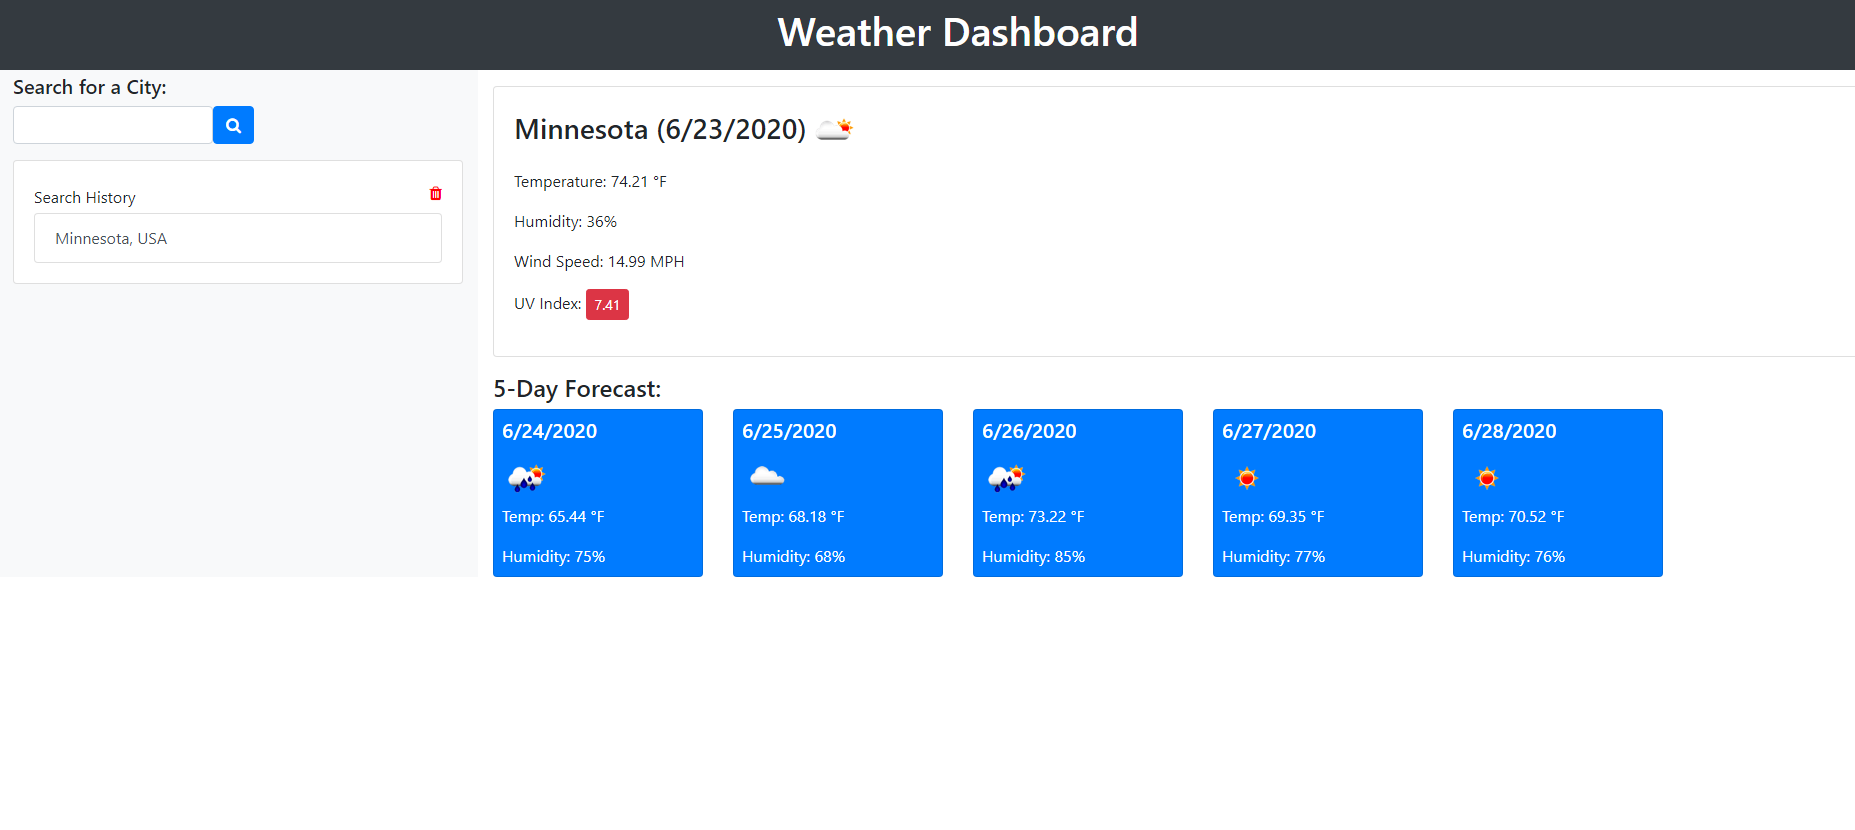 Weather Dashboard
Search for a City:
Search History
Minnesota, USA
Minnesota (6/23/2020)
Temperature: 74.21 °F
Humidity: 36%
Wind Speed: 14.99 MPH
UV Index: 7.41
5-Day Forecast:
6/24/2020
Temp: 65.44 °F
Humidity: 75%
6/25/2020
Temp: 68.18 °F
Humidity: 68%
6/26/2020
Temp: 73.22 °F
Humidity: 85%
6/27/2020
Temp: 69.35 °F
Humidity: 77%
6/28/2020
Temp: 70.52 °F
Humidity: 76%